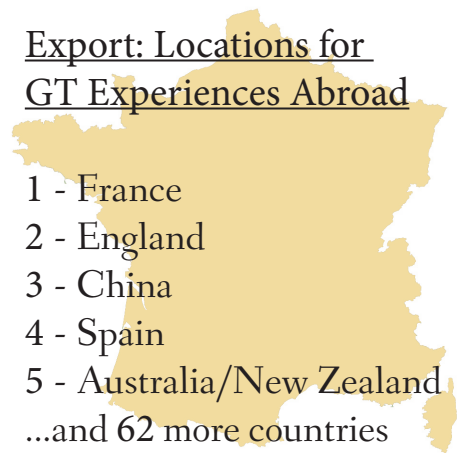 Export: Locations for
GT Experiences Abroad
1 - France
2 - England
3 - China
4 - Spain
5 - Australia/New Zealand
...and 62 more countries